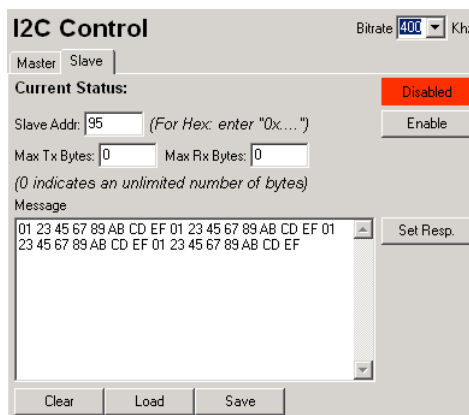 I2C Control
Bitrate 400 Khz
Master Slave
Current Status:
Disabled
Slave Addr: 95 (For Hex: enter "0x....")
Enable
Max Tx Bytes: 0 Max Rx Bytes: 0
(0 indicates an unlimited number of bytes)
Message
01 23 45 67 89 AB CD EF 01 23 45 67 89 AB CD EF 01
23 45 67 89 AB CD EF 01 23 45 67 89 AB CD EF
Set Resp.
Clear Load Save